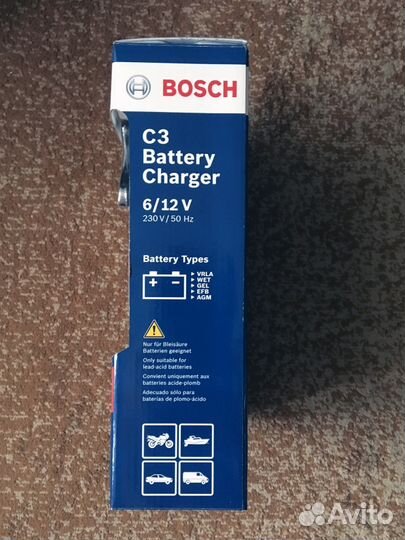 BOSCH
C3
Battery
Charger
6/12 V
230 V / 50 Hz
Battery Types
VRLA
WET
GEL
EFB
AGM
Nur für Bleisäure
Batterien geeignet
Only suitable for
lead-acid batteries
Convient uniquement aux
batteries acide-plomb
Adecuado sólo para
baterías de plomo-ácido
Avito